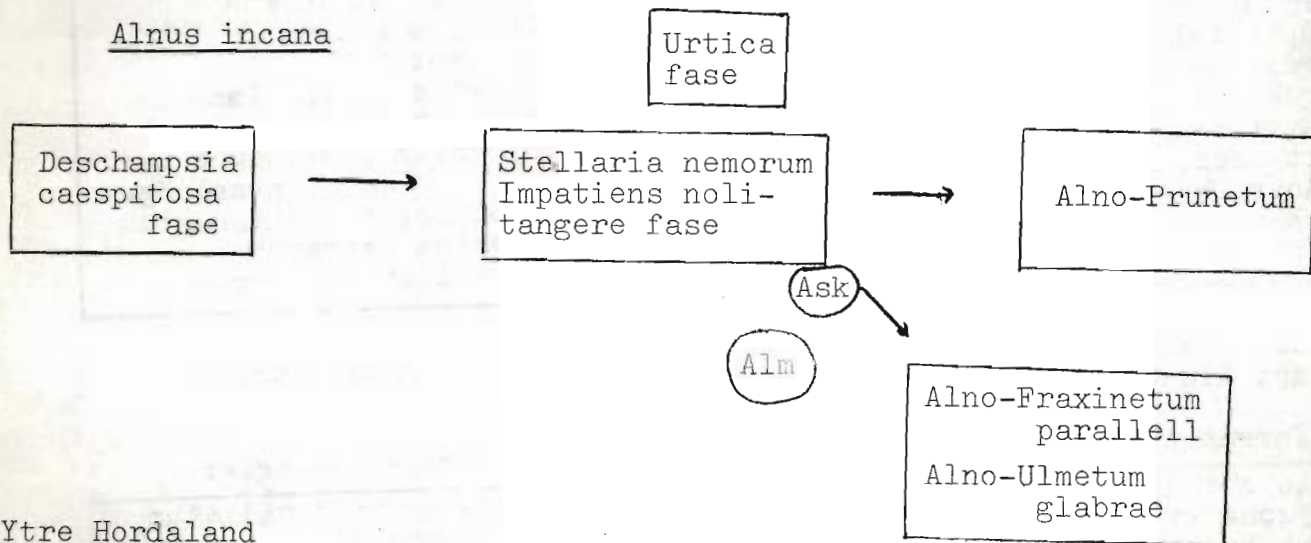 Alnus incana
Urtica
fase
Deschampsia
caespitosa
fase
Stellaria nemorum
Impatiens noli-
tangere fase
Alno-Prunetum
Ask
Alm
Alno-Fraxinetum
parallell
Alno-Ulmetum
glabrae
Ytre Hordaland